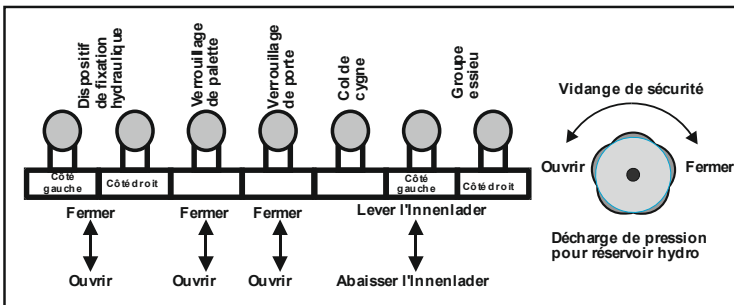 Dispositif
de fixation
hydraulique
Verrouillage
de palette
Verrouillage
de porte
Col de
cygne
Groupe
essieu
Vidange de sécurité
Ouvrir
Fermer
Côté
gauche
Côté droit
Côté
gauche
Côté droit
Fermer
Fermer
Fermer
Lever l'Innenlader
Ouvrir
Ouvrir
Ouvrir
Abaisser l'Innenlader
Décharge de pression
pour réservoir hydro